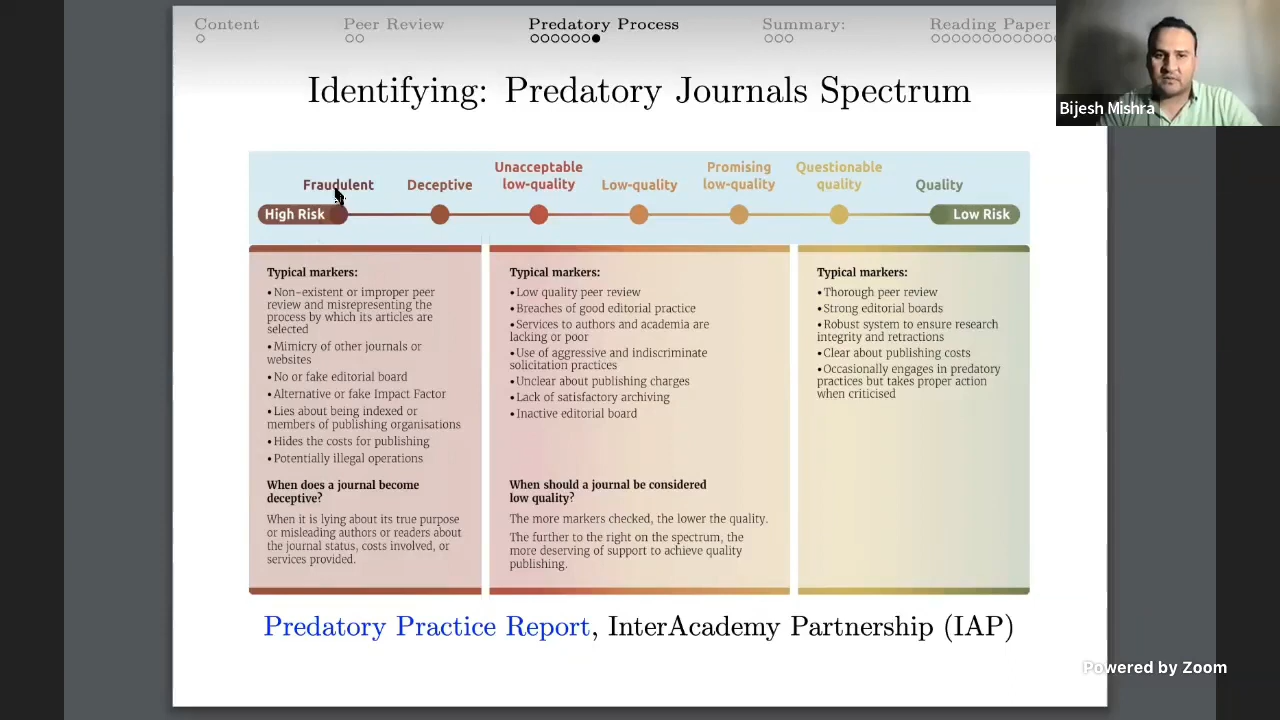 Content
Peer Review
Predatory Process
Summary:
Reading Paper
Bijesh Mishra
Identifying: Predatory Journals Spectrum
Fraudulent
Deceptive
Unacceptable
low-quality
Low-quality
Promising
low-quality
Questionable
quality
Quality
High Risk
Low Risk
Typical markers:
•Non-existent or improper peer
review and misrepresenting the
process by which its articles are
selected
•Mimicry of other journals or
websites
•No or fake editorial board
•Alternative or fake Impact Factor
•Lies about being indexed or
members of publishing organisations
•Hides the costs for publishing
•Potentially illegal operations
When does a journal become
deceptive?
When it is lying about its true purpose
or misleading authors or readers about
the journal status, costs involved, or
services provided.
Typical markers:
•Low quality peer review
•Breaches of good editorial practice
•Services to authors and academia are
lacking or poor
•Use of aggressive and indiscriminate
solicitation practices
•Unclear about publishing charges
•Lack of satisfactory archiving
•Inactive editorial board
When should a journal be considered
low quality?
The more markers checked, the lower the quality.
The further to the right on the spectrum, the
more deserving of support to achieve quality
publishing.
Typical markers:
•Thorough peer review
•Strong editorial boards
•Robust system to ensure research
integrity and retractions
•Clear about publishing costs
•Occasionally engages in predatory
practices but takes proper action
when criticised
Predatory Practice Report, InterAcademy Partnership (IAP)
Powered by Zoom